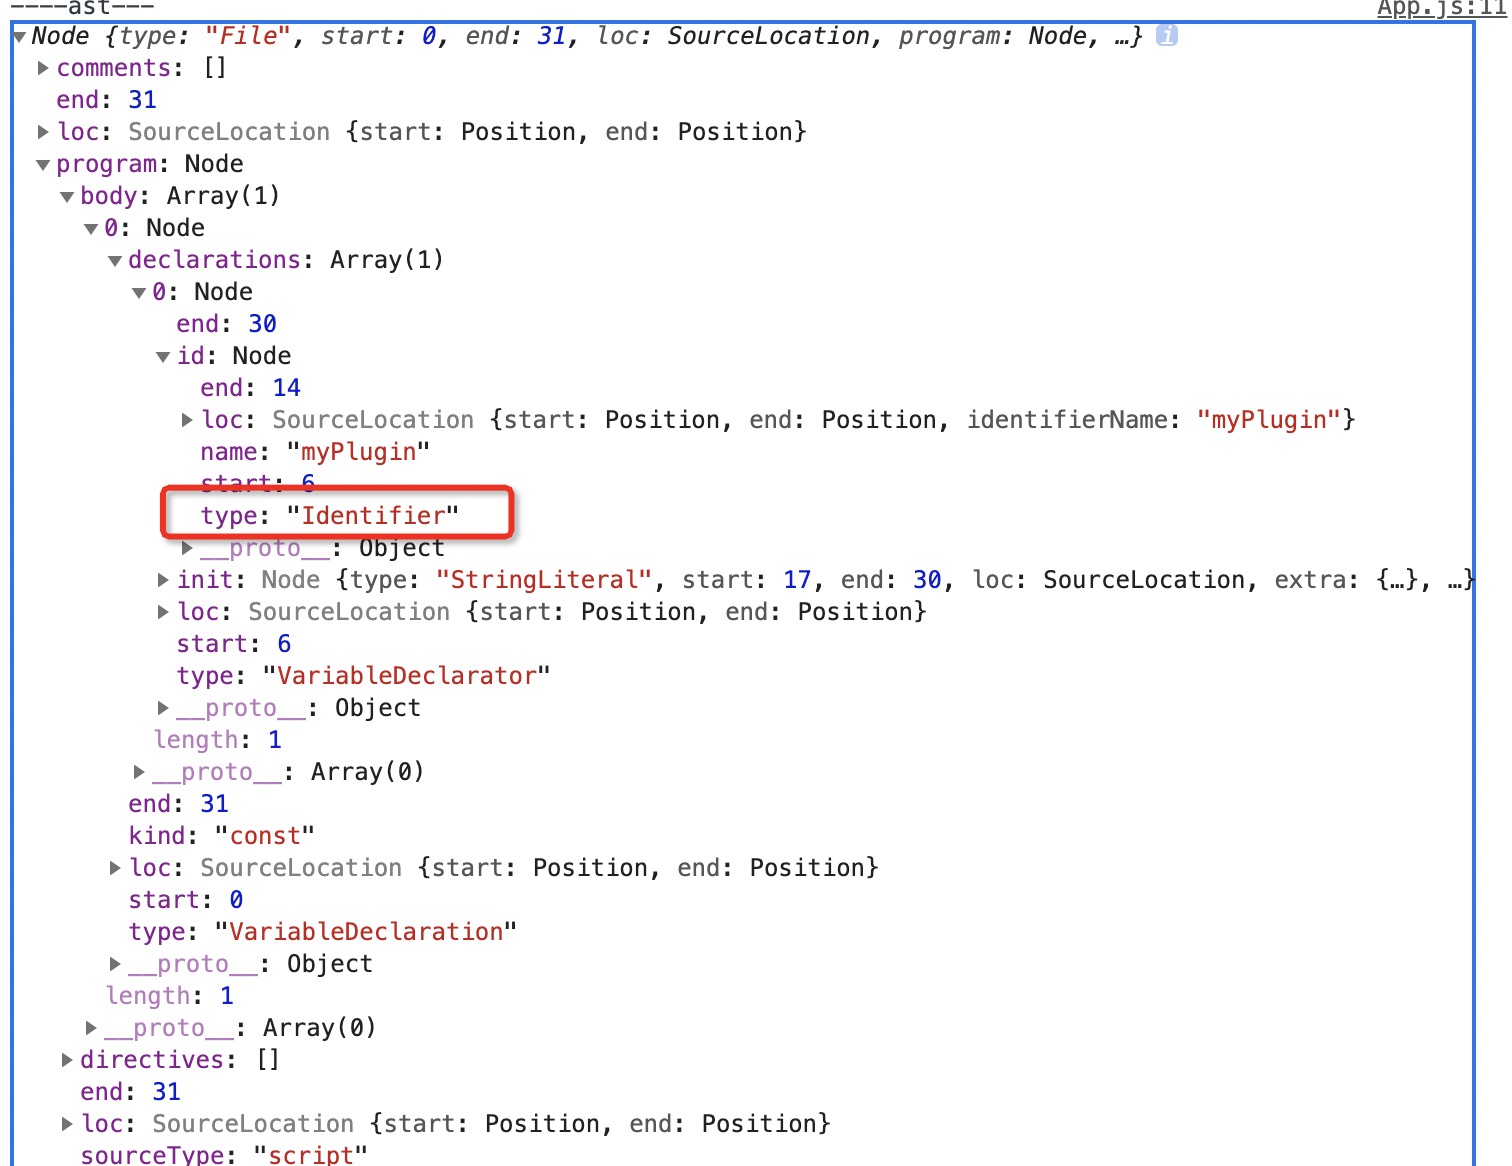 ----ast---
App.js:11
Node {type: "File", start: 0, end: 31, loc: SourceLocation, program: Node, …} i
comments: []
end: 31
loc: SourceLocation {start: Position, end: Position}
program: Node
body: Array(1)
0: Node
declarations: Array(1)
0: Node
end: 30
id: Node
end: 14
loc: SourceLocation {start: Position, end: Position, identifierName: "myPlugin"}
name: "myPlugin"
start: 6
type: "Identifier"
__proto__: Object
init: Node {type: "StringLiteral", start: 17, end: 30, loc: SourceLocation, extra: {…}, …}
loc: SourceLocation {start: Position, end: Position}
start: 6
type: "VariableDeclarator"
__proto__: Object
length: 1
__proto__: Array(0)
end: 31
kind: "const"
loc: SourceLocation {start: Position, end: Position}
start: 0
type: "VariableDeclaration"
__proto__: Object
length: 1
__proto__: Array(0)
directives: []
end: 31
loc: SourceLocation {start: Position, end: Position}
sourceType: "script"